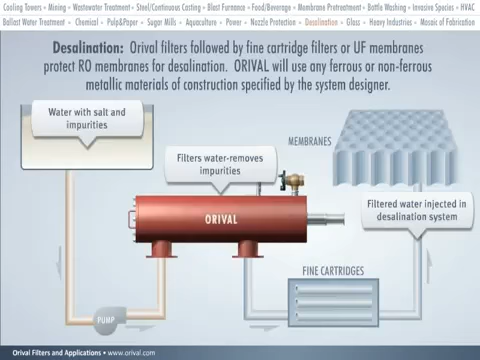 Cooling Towers • Mining • Wastewater Treatment • Steel/Continuous Casting • Blast Furnance • Food/Beverage • Membrane Pretreatment • Bottle Washing • Invasive Species • HVAC
Ballast Water Treatment • Chemical • Pulp&Paper • Sugar Mills • Aquaculture • Power • Nozzle Protection • Desalination • Glass • Heavy Industries • Mosaic of Fabrication
Desalination: Orival filters followed by fine cartridge filters or UF membranes
protect RO membranes for desalination. ORIVAL will use any ferrous or non-ferrous
metallic materials of construction specified by the system designer.
Water with salt and
impurities
MEMBRANES
Filters water-removes
impurities
Filtered water injected in
desalination system
ORIVAL
FINE CARTRIDGES
PUMP
Orival Filters and Applications • www.orival.com